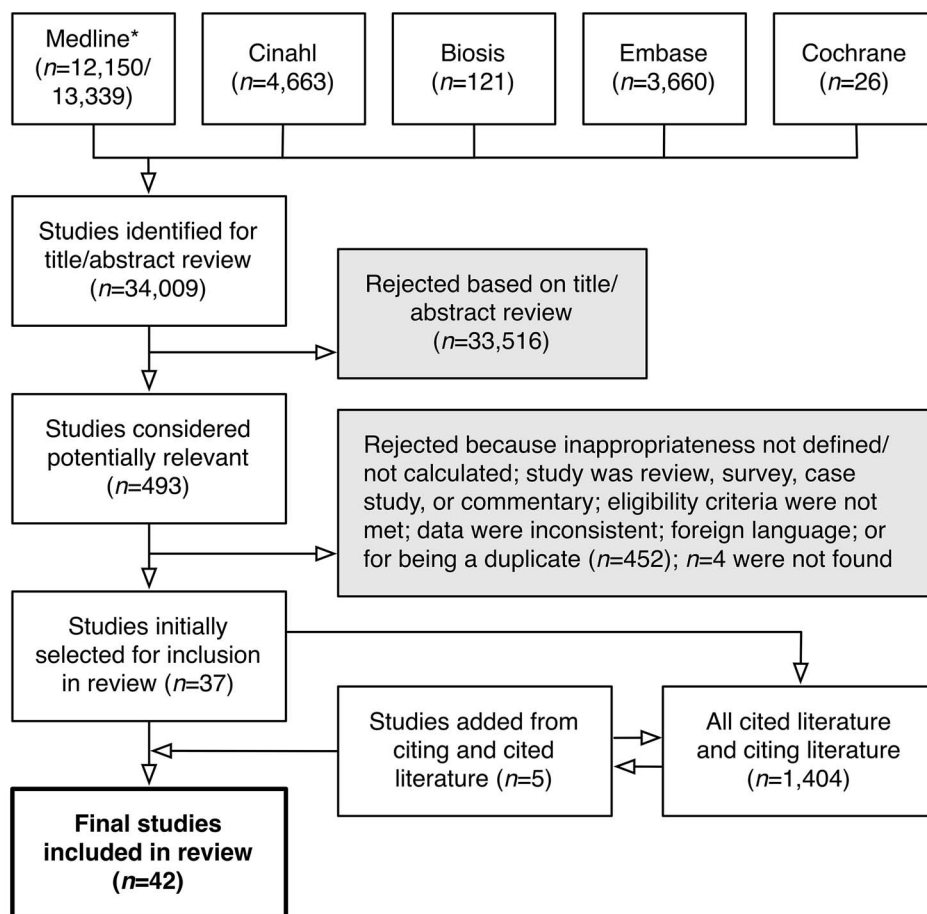 Medline*
(n=12,150/
13,339)
Cinahl
(n=4,663)
Biosis
(n=121)
Embase
(n=3,660)
Cochrane
(n=26)
Studies identified for
title/abstract review
(n=34,009)
Rejected based on title/
abstract review
(n=33,516)
Studies considered
potentially relevant
(n=493)
Rejected because inappropriateness not defined/
not calculated; study was review, survey, case
study, or commentary; eligibility criteria were not
met; data were inconsistent; foreign language; or
for being a duplicate (n=452); n=4 were not found
Studies initially
selected for inclusion
in review (n=37)
Studies added from
citing and cited
literature (n=5)
All cited literature
and citing literature
(n=1,404)
Final studies
included in review
(n=42)